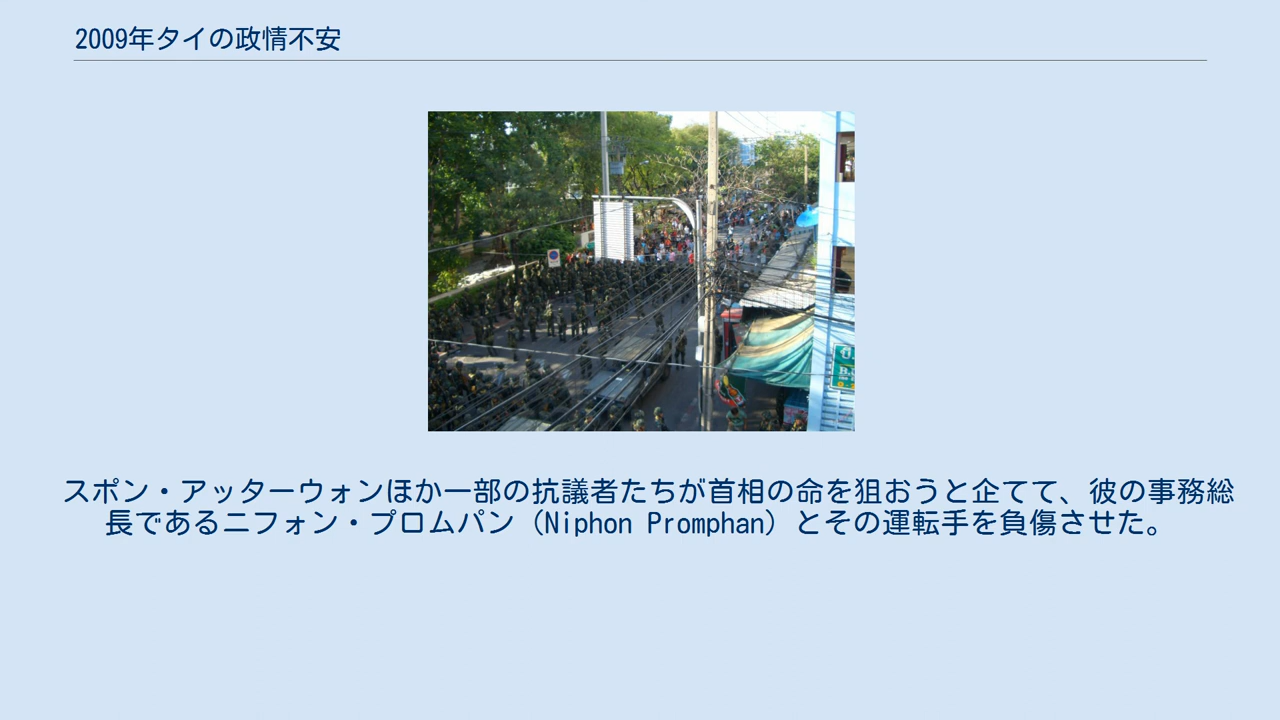 2009年タイの政情不安
スポン・アッターウォンほか一部の抗議者たちが首相の命を狙おうと企てて、彼の事務総
長であるニフォン・プロムパン（Niphon Promphan）とその運転手を負傷させた。